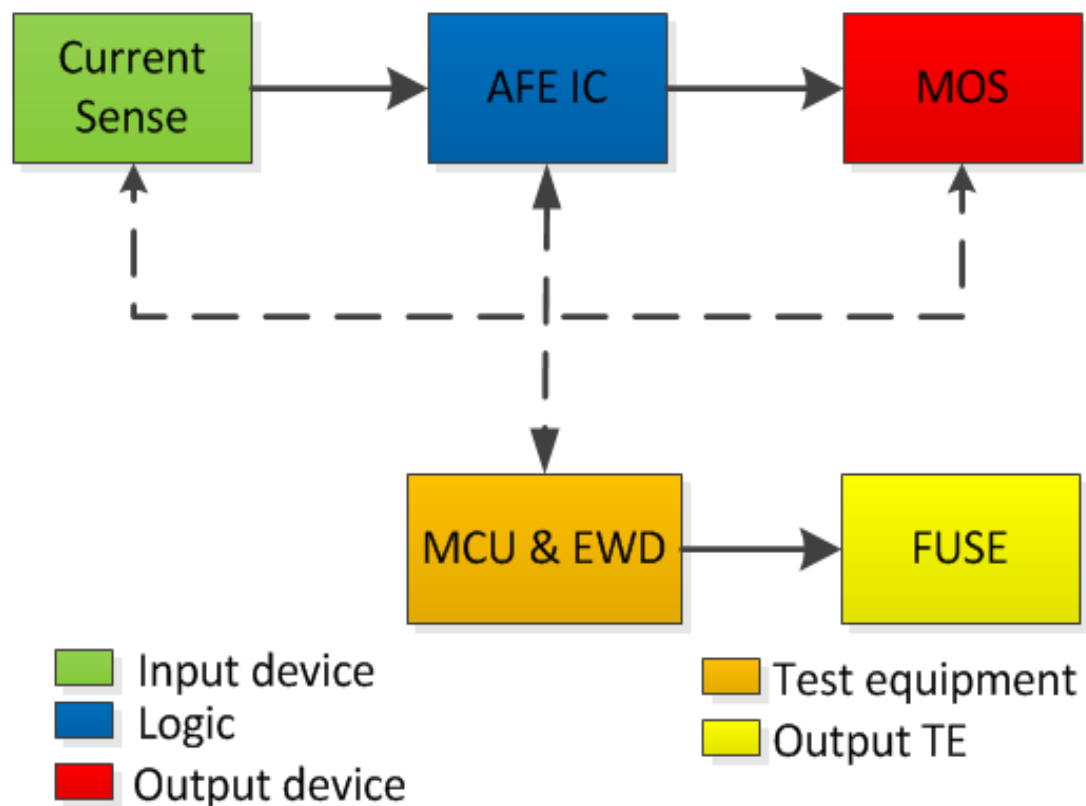 Current
Sense
AFE IC
MOS
MCU & EWD
FUSE
Input device
Logic
Output device
Test equipment
Output TE